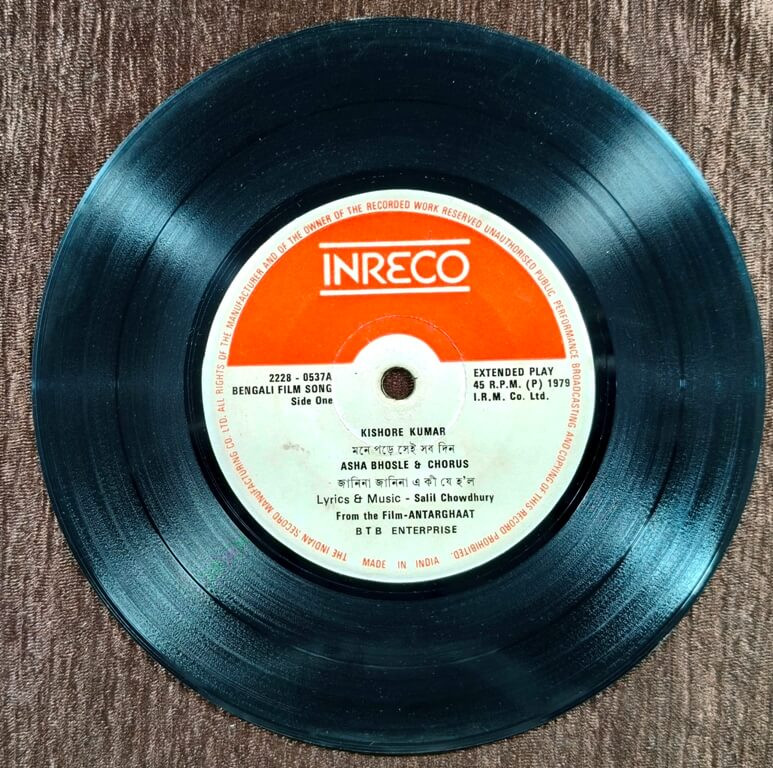 INRECO
2228 - 0537A
BENGALI FILM SONG
Side One
EXTENDED PLAY
45 R.P.M. (P) 1979
I.R.M. Co. Ltd.
KISHORE KUMAR
মনে পড়ে সেই সব দিন
ASHA BHOSLE & CHORUS
জানিনা জানিনা এ কী যে হ'ল
Lyrics & Music - Salil Chowdhury
From the Film-ANTARGHAAT
B T B ENTERPRISE
THE INDIAN RECORD MANUFACTURING CO. LTD. ALL RIGHTS OF THE MANUFACTURER AND OF THE OWNER OF THE RECORDED WORK RESERVED UNAUTHORISED PUBLIC PERFORMANCE BROADCASTING AND COPYING OF THIS RECORD PROHIBITED.
MADE IN INDIA